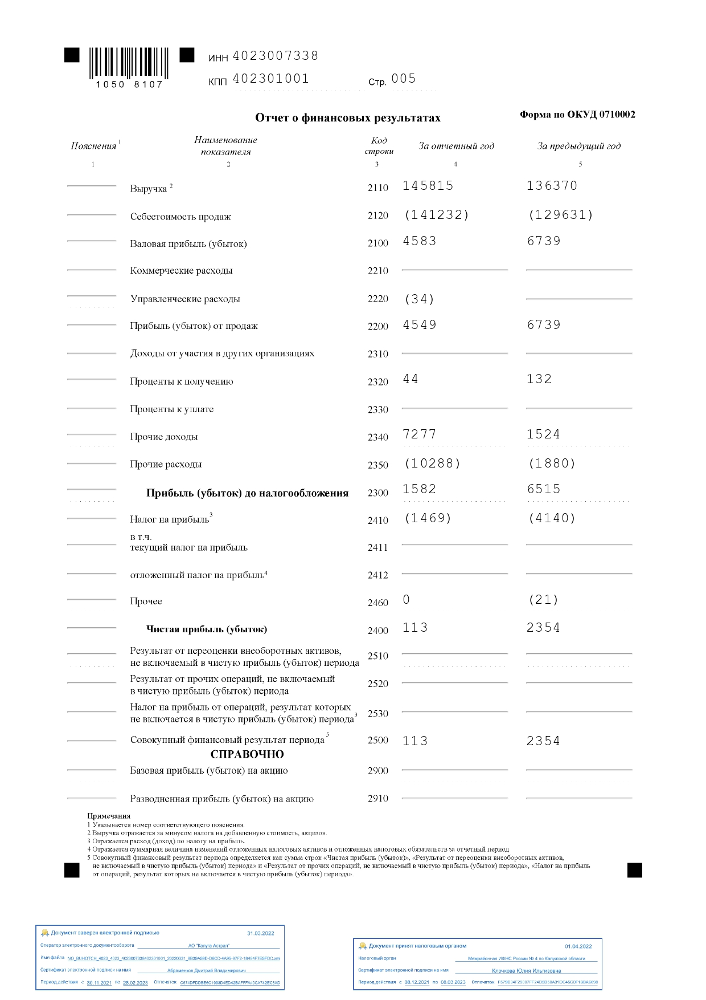 ИНН 4023007338
1050 8107
КПП 402301001 Стр. 005
Отчет о финансовых результатах
Форма по ОКУД 0710002
Пояснения 1 Наименование показателя Код строки За отчетный год За предыдущий год
1 2 3 4 5
Выручка 2 2110 145815 136370
Себестоимость продаж 2120 (141232) (129631)
Валовая прибыль (убыток) 2100 4583 6739
Коммерческие расходы 2210
Управленческие расходы 2220 (34)
Прибыль (убыток) от продаж 2200 4549 6739
Доходы от участия в других организациях 2310
Проценты к получению 2320 44 132
Проценты к уплате 2330
Прочие доходы 2340 7277 1524
Прочие расходы 2350 (10288) (1880)
Прибыль (убыток) до налогообложения 2300 1582 6515
Налог на прибыль 3 2410 (1469) (4140)
в т.ч.
текущий налог на прибыль 2411
отложенный налог на прибыль 4 2412
Прочее 2460 0 (21)
Чистая прибыль (убыток) 2400 113 2354
Результат от переоценки внеоборотных активов,
не включаемый в чистую прибыль (убыток) периода 2510
Результат от прочих операций, не включаемый
в чистую прибыль (убыток) периода 2520
Налог на прибыль от операций, результат которых
не включается в чистую прибыль (убыток) периода 3 2530
Совокупный финансовый результат периода 5 2500 113 2354
СПРАВОЧНО
Базовая прибыль (убыток) на акцию 2900
Разводненная прибыль (убыток) на акцию 2910
Примечания
1 Указывается номер соответствующего пояснения.
2 Выручка отражается за минусом налога на добавленную стоимость, акцизов.
3 Отражается расход (доход) по налогу на прибыль.
4 Отражается суммарная величина изменений отложенных налоговых активов и отложенных налоговых обязательств за отчетный период
5 Совокупный финансовый результат периода определяется как сумма строк «Чистая прибыль (убыток)», «Результат от переоценки внеоборотных активов,
не включаемый в чистую прибыль (убыток) периода» и «Результат от прочих операций, не включаемый в чистую прибыль (убыток) периода», «Налог на прибыль
от операций, результат которых не включается в чистую прибыль (убыток) периода».
Документ заверен электронной подписью 31.03.2022
Оператор электронного документооборота АО "Калуга Астрал"
Имя файла
Сертификат электронной подписи на имя Абраменков Дмитрий Владимирович
Период действия с 30.11.2021 по 28.02.2023 Отпечаток
Документ принят налоговым органом 01.04.2022
Налоговый орган Межрайонная ИФНС России № 4 по Калужской области
Сертификат электронной подписи на имя Клочкова Юлия Ильгизовна
Период действия с 08.12.2021 по 08.03.2023 Отпечаток